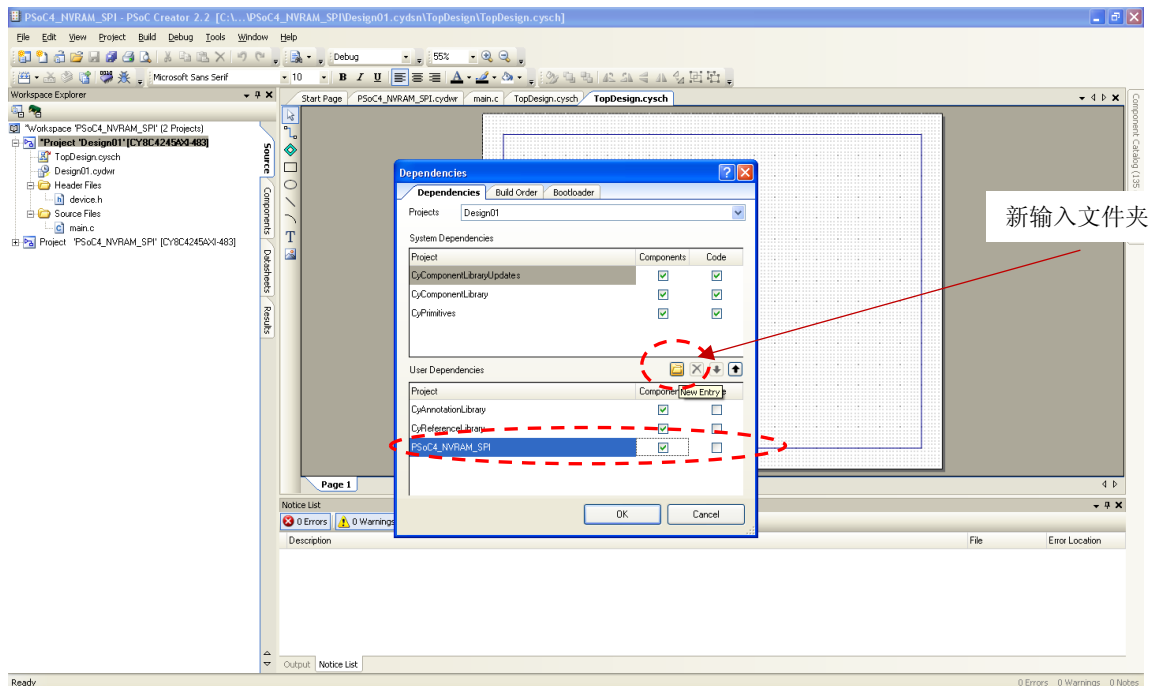 PSoC4_NVRAM_SPI - PSoC Creator 2.2 [C:\...\PSoC4_NVRAM_SPI\Design01.cydsn\TopDesign\TopDesign.cysch]
File Edit View Project Build Debug Tools Window Help
Debug 55%
Microsoft Sans Serif 10 B I U
Workspace Explorer
Start Page PSoC4_NVRAM_SPI.cydwr main.c TopDesign.cysch TopDesign.cysch
"Workspace 'PSoC4_NVRAM_SPI' (2 Projects)
"Project 'Design01' [CY8C4245AXI-483]
TopDesign.cysch
Design01.cydwr
Header Files
device.h
Source Files
main.c
Project 'PSoC4_NVRAM_SPI' [CY8C4245AXI-483]
Source
Components
Datasheets
Results
Component Catalog (135
Dependencies
Dependencies Build Order Bootloader
Projects Design01
System Dependencies
Project Components Code
CyComponentLibraryUpdates
CyComponentLibrary
CyPrimitives
User Dependencies
New Entry
Project Componen
CyAnnotationLibrary
CyReferenceLibrary
PSoC4_NVRAM_SPI
OK Cancel
新输入文件夹
Page 1
Notice List
0 Errors 0 Warnings
Description File Error Location
Output Notice List
Ready 0 Errors 0 Warnings 0 Notes